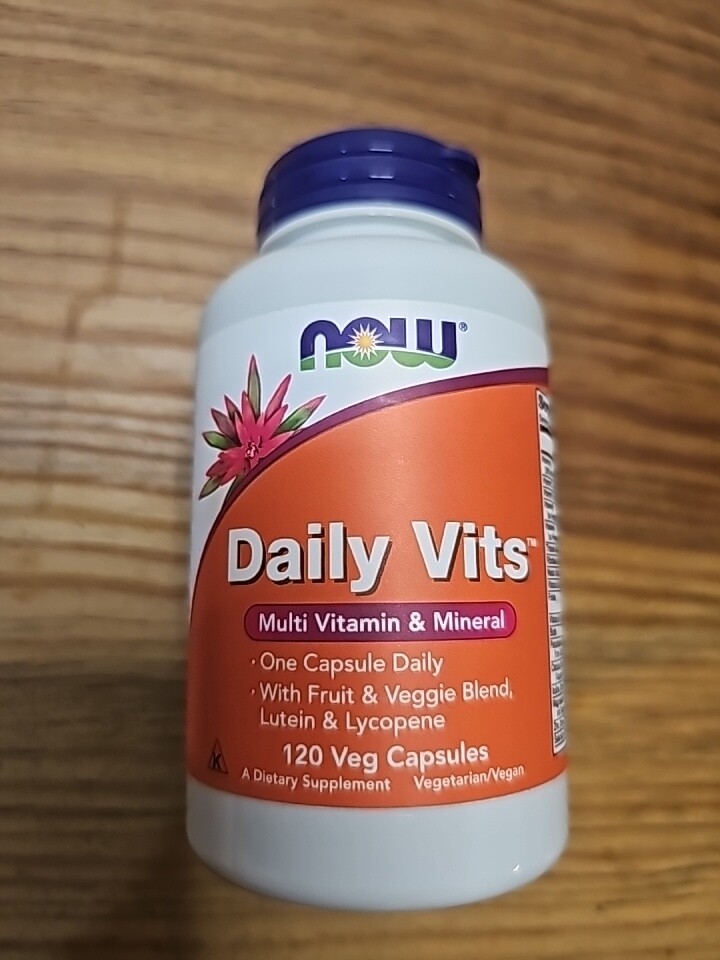 NOW®
Daily Vits™
Multi Vitamin & Mineral
· One Capsule Daily
· With Fruit & Veggie Blend,
Lutein & Lycopene
120 Veg Capsules
K
A Dietary Supplement Vegetarian/Vegan